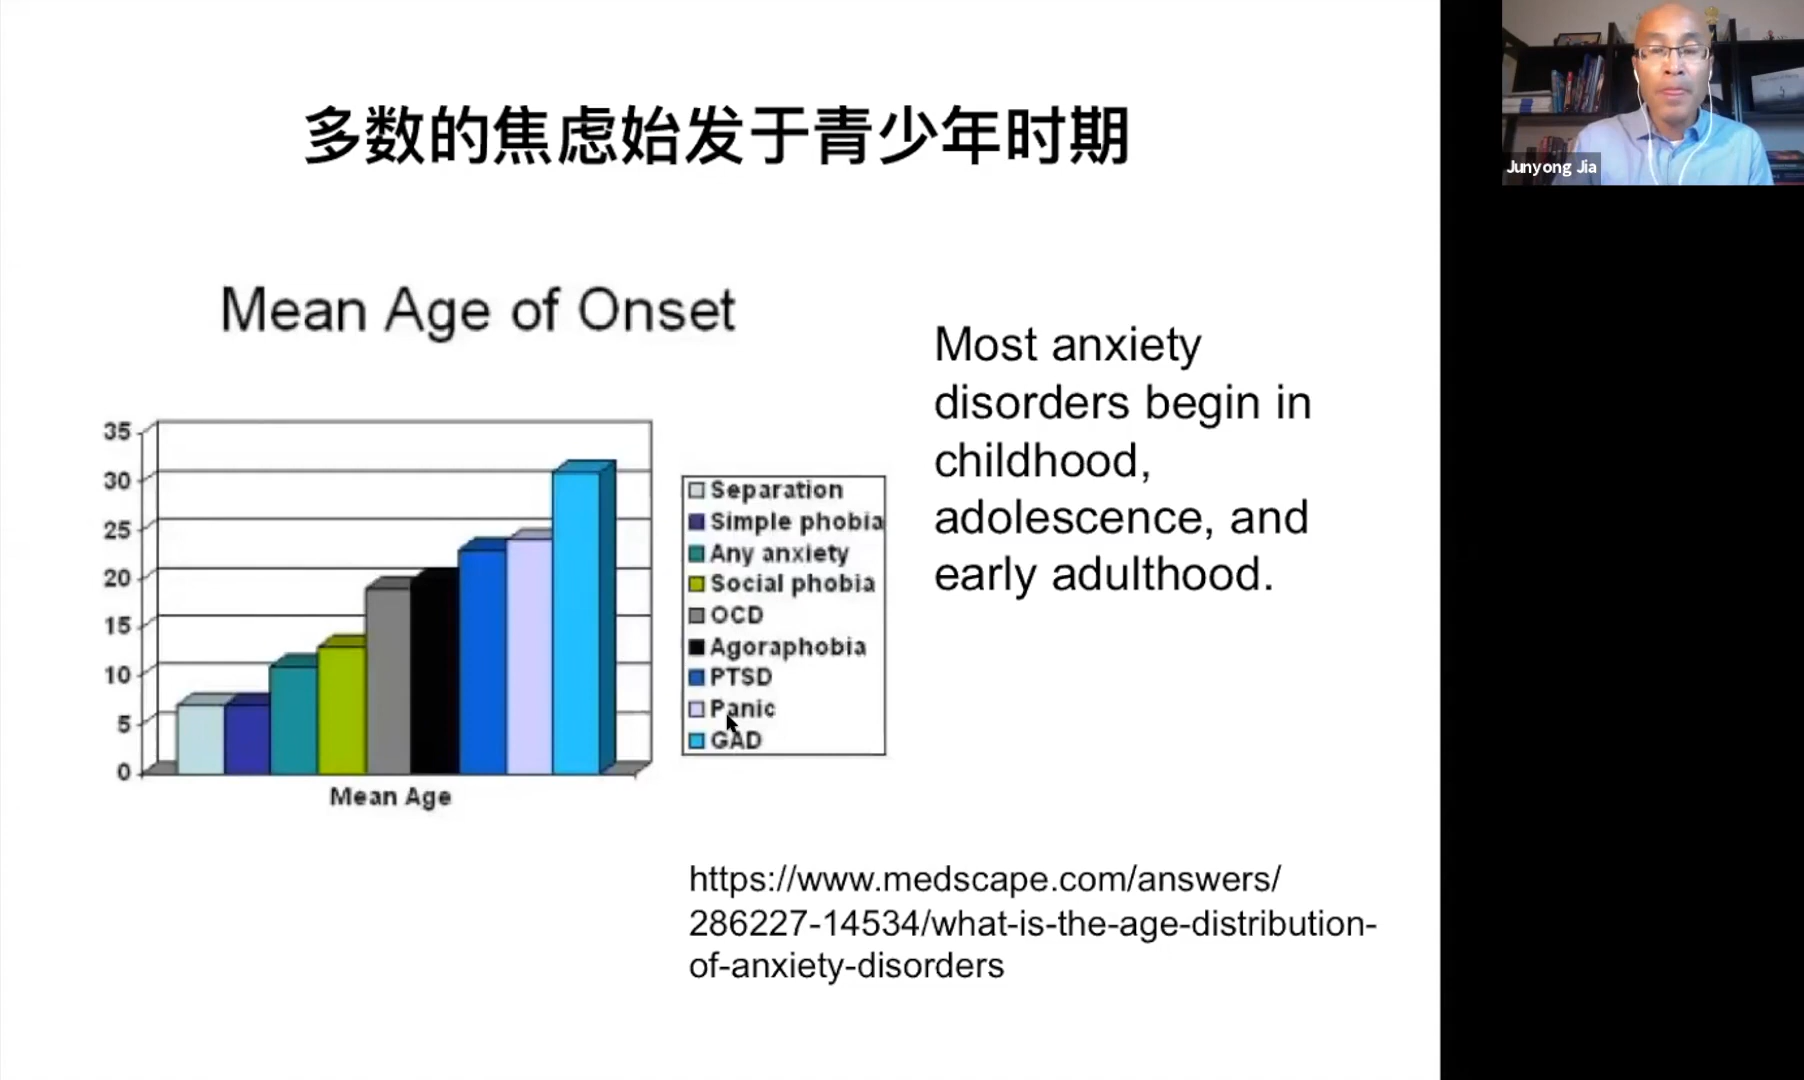 多数的焦虑始发于青少年时期
Junyong Jia
Mean Age of Onset
Most anxiety
disorders begin in
childhood,
adolescence, and
early adulthood.
35
30
25
20
15
10
5
0
Mean Age
Separation
Simple phobia
Any anxiety
Social phobia
OCD
Agoraphobia
PTSD
Panic
GAD
https://www.medscape.com/answers/
286227-14534/what-is-the-age-distribution-
of-anxiety-disorders